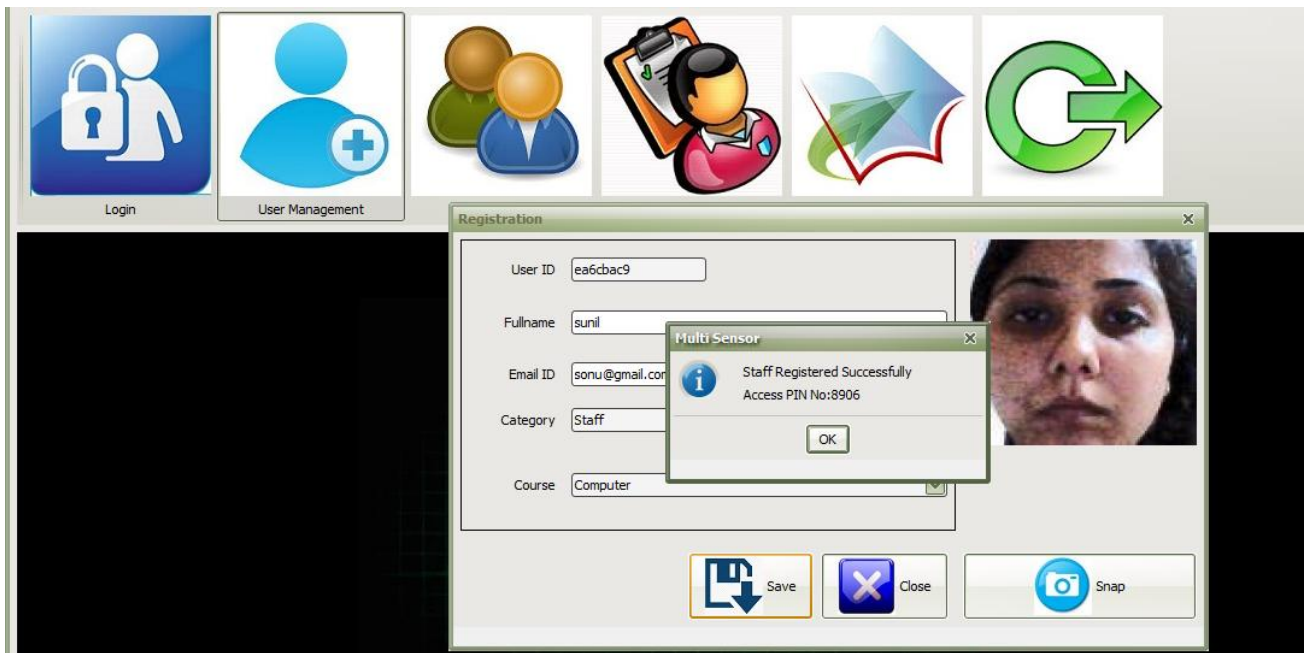 Login
User Management
Registration
User ID ea6cbac9
Fullname sunil
Multi Sensor
Email ID sonu@gmail.com
Staff Registered Successfully
Access PIN No:8906
Category Staff
OK
Course Computer
Save
Close
Snap